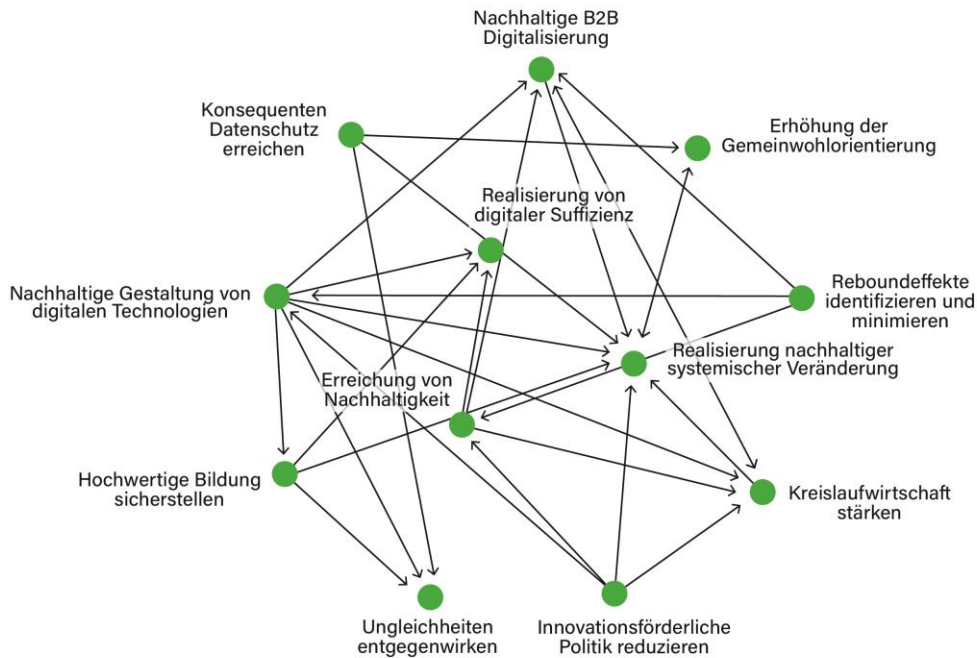 Nachhaltige B2B
Digitalisierung
Konsequenten
Datenschutz
erreichen
Erhöhung der
Gemeinwohlorientierung
Realisierung von
digitaler Suffizienz
Nachhaltige Gestaltung von
digitalen Technologien
Reboundeffekte
identifizieren und
minimieren
Realisierung nachhaltiger
systemischer Veränderung
Erreichung von
Nachhaltigkeit
Hochwertige Bildung
sicherstellen
Kreislaufwirtschaft
stärken
Ungleichheiten
entgegenwirken
Innovationsförderliche
Politik reduzieren